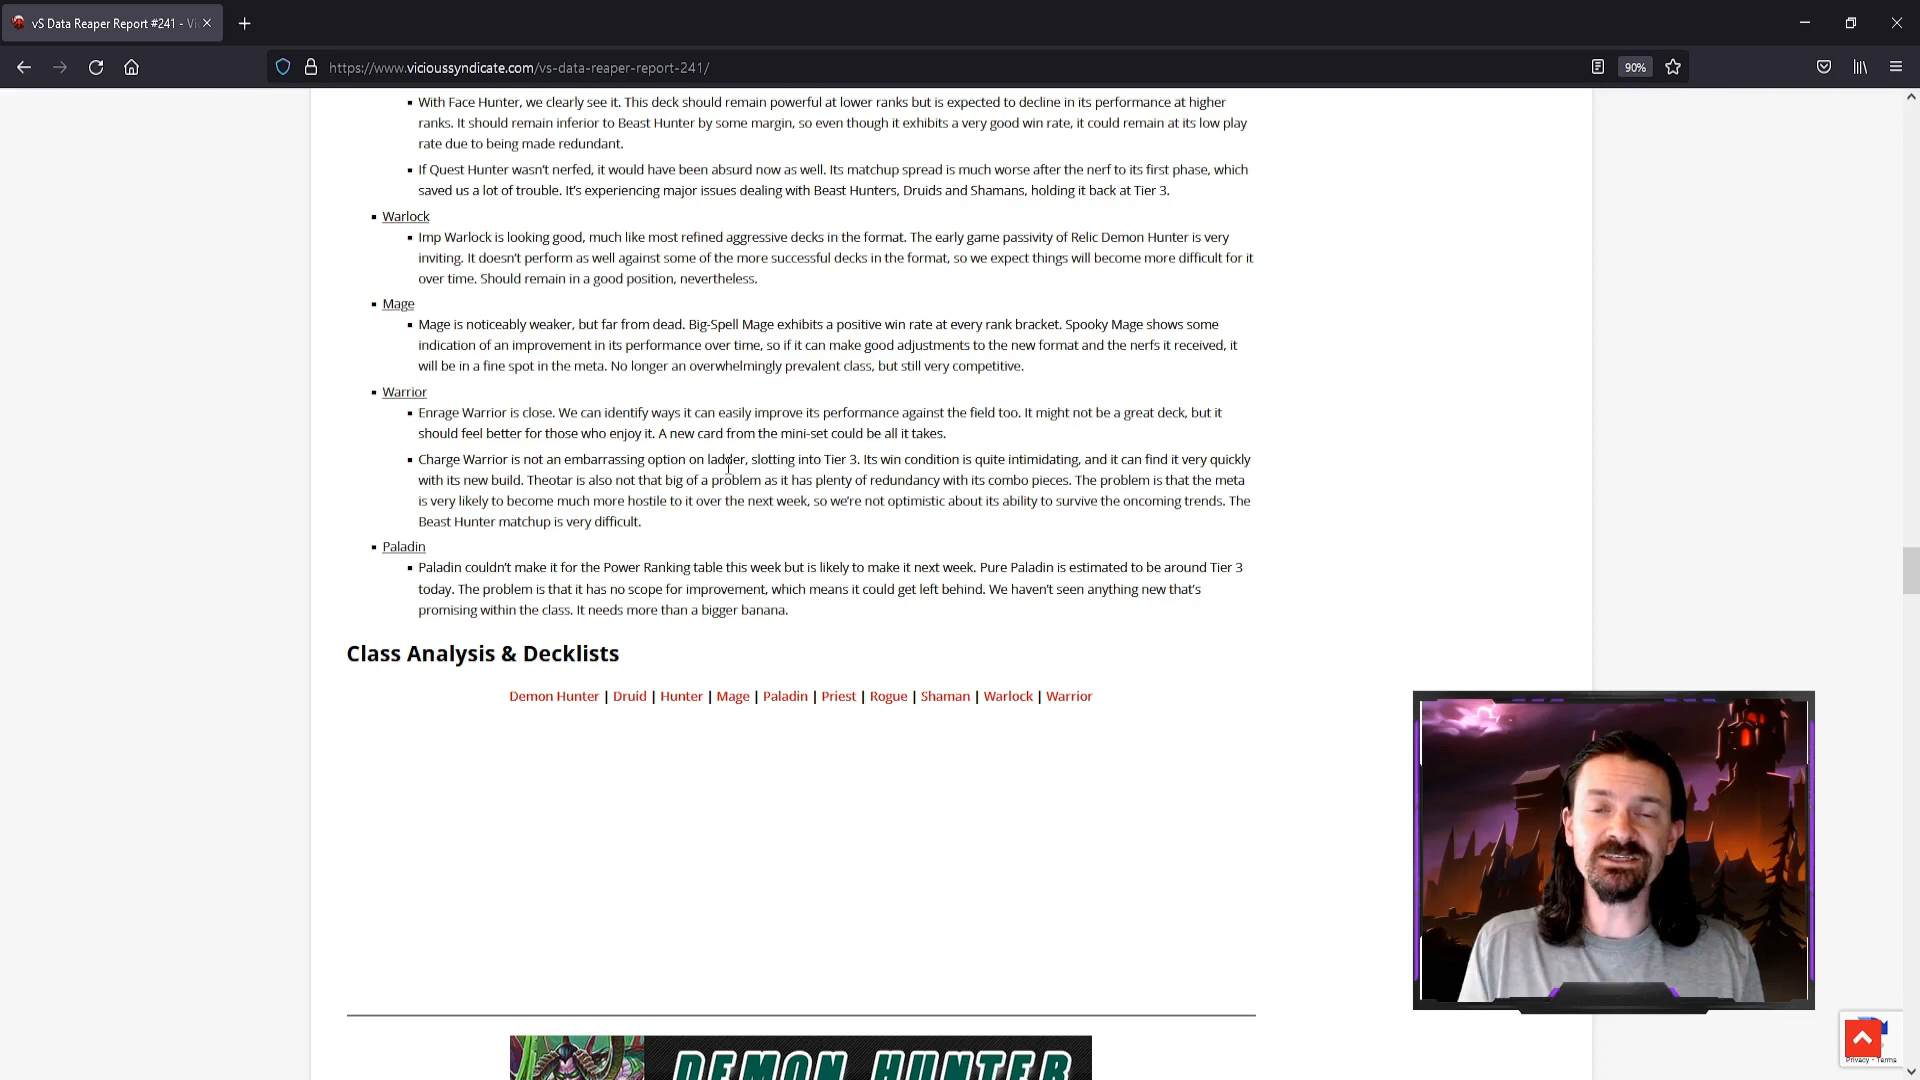 vS Data Reaper Report #241 - Vi
https://www.vicioussyndicate.com/vs-data-reaper-report-241/
90%
With Face Hunter, we clearly see it. This deck should remain powerful at lower ranks but is expected to decline in its performance at higher
ranks. It should remain inferior to Beast Hunter by some margin, so even though it exhibits a very good win rate, it could remain at its low play
rate due to being made redundant.
If Quest Hunter wasn't nerfed, it would have been absurd now as well. Its matchup spread is much worse after the nerf to its first phase, which
saved us a lot of trouble. It's experiencing major issues dealing with Beast Hunters, Druids and Shamans, holding it back at Tier 3.
Warlock
Imp Warlock is looking good, much like most refined aggressive decks in the format. The early game passivity of Relic Demon Hunter is very
inviting. It doesn't perform as well against some of the more successful decks in the format, so we expect things will become more difficult for it
over time. Should remain in a good position, nevertheless.
Mage
Mage is noticeably weaker, but far from dead. Big-Spell Mage exhibits a positive win rate at every rank bracket. Spooky Mage shows some
indication of an improvement in its performance over time, so if it can make good adjustments to the new format and the nerfs it received, it
will be in a fine spot in the meta. No longer an overwhelmingly prevalent class, but still very competitive.
Warrior
Enrage Warrior is close. We can identify ways it can easily improve its performance against the field too. It might not be a great deck, but it
should feel better for those who enjoy it. A new card from the mini-set could be all it takes.
Charge Warrior is not an embarrassing option on ladder, slotting into Tier 3. Its win condition is quite intimidating, and it can find it very quickly
with its new build. Theotar is also not that big of a problem as it has plenty of redundancy with its combo pieces. The problem is that the meta
is very likely to become much more hostile to it over the next week, so we're not optimistic about its ability to survive the oncoming trends. The
Beast Hunter matchup is very difficult.
Paladin
Paladin couldn't make it for the Power Ranking table this week but is likely to make it next week. Pure Paladin is estimated to be around Tier 3
today. The problem is that it has no scope for improvement, which means it could get left behind. We haven't seen anything new that's
promising within the class. It needs more than a bigger banana.
Class Analysis & Decklists
Demon Hunter | Druid | Hunter | Mage | Paladin | Priest | Rogue | Shaman | Warlock | Warrior
DEMON HUNTER
Privacy - Terms